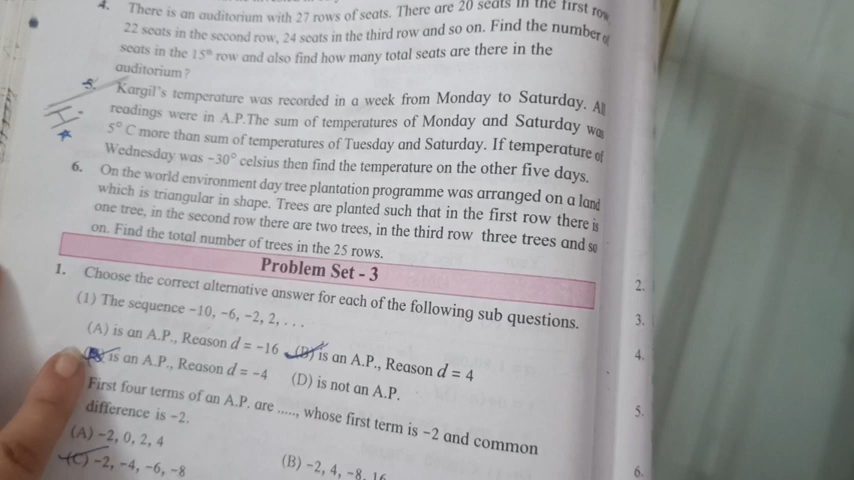 4. There is an auditorium with 27 rows of seats. There are 20 seats in the first row
22 seats in the second row, 24 seats in the third row and so on. Find the number of
seats in the 15ᵗʰ row and also find how many total seats are there in the
auditorium?
5. Kargil's temperature was recorded in a week from Monday to Saturday. All
readings were in A.P.The sum of temperatures of Monday and Saturday was
5° C more than sum of temperatures of Tuesday and Saturday. If temperature of
Wednesday was -30° celsius then find the temperature on the other five days.
6. On the world environment day tree plantation programme was arranged on a land
which is triangular in shape. Trees are planted such that in the first row there is
one tree, in the second row there are two trees, in the third row three trees and so
on. Find the total number of trees in the 25 rows.
Problem Set - 3
1. Choose the correct alternative answer for each of the following sub questions.
(1) The sequence -10, -6, -2, 2, . . .
(A) is an A.P., Reason d = -16 (B) is an A.P., Reason d = 4
is an A.P., Reason d = -4 (D) is not an A.P.
First four terms of an A.P. are ....., whose first term is -2 and common
difference is -2.
(A) -2, 0, 2, 4
(B) -2, 4, -8, 16
(C) -2, -4, -6, -8
2.
3.
4.
5.
6.